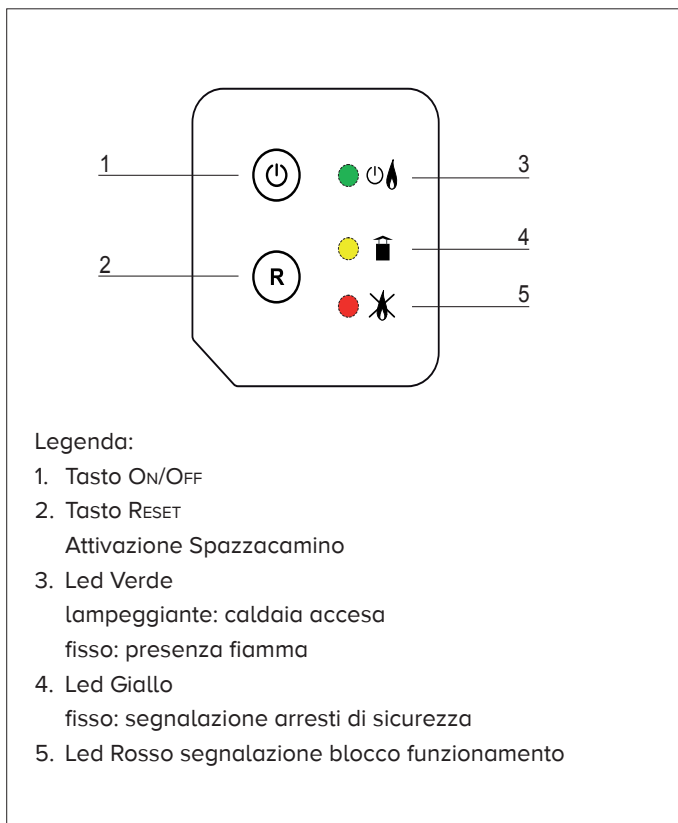 1
2
R
3
4
5
Legenda:
1. Tasto ON/OFF
2. Tasto RESET
Attivazione Spazzacamino
3. Led Verde
lampeggiante: caldaia accesa
fisso: presenza fiamma
4. Led Giallo
fisso: segnalazione arresti di sicurezza
5. Led Rosso segnalazione blocco funzionamento